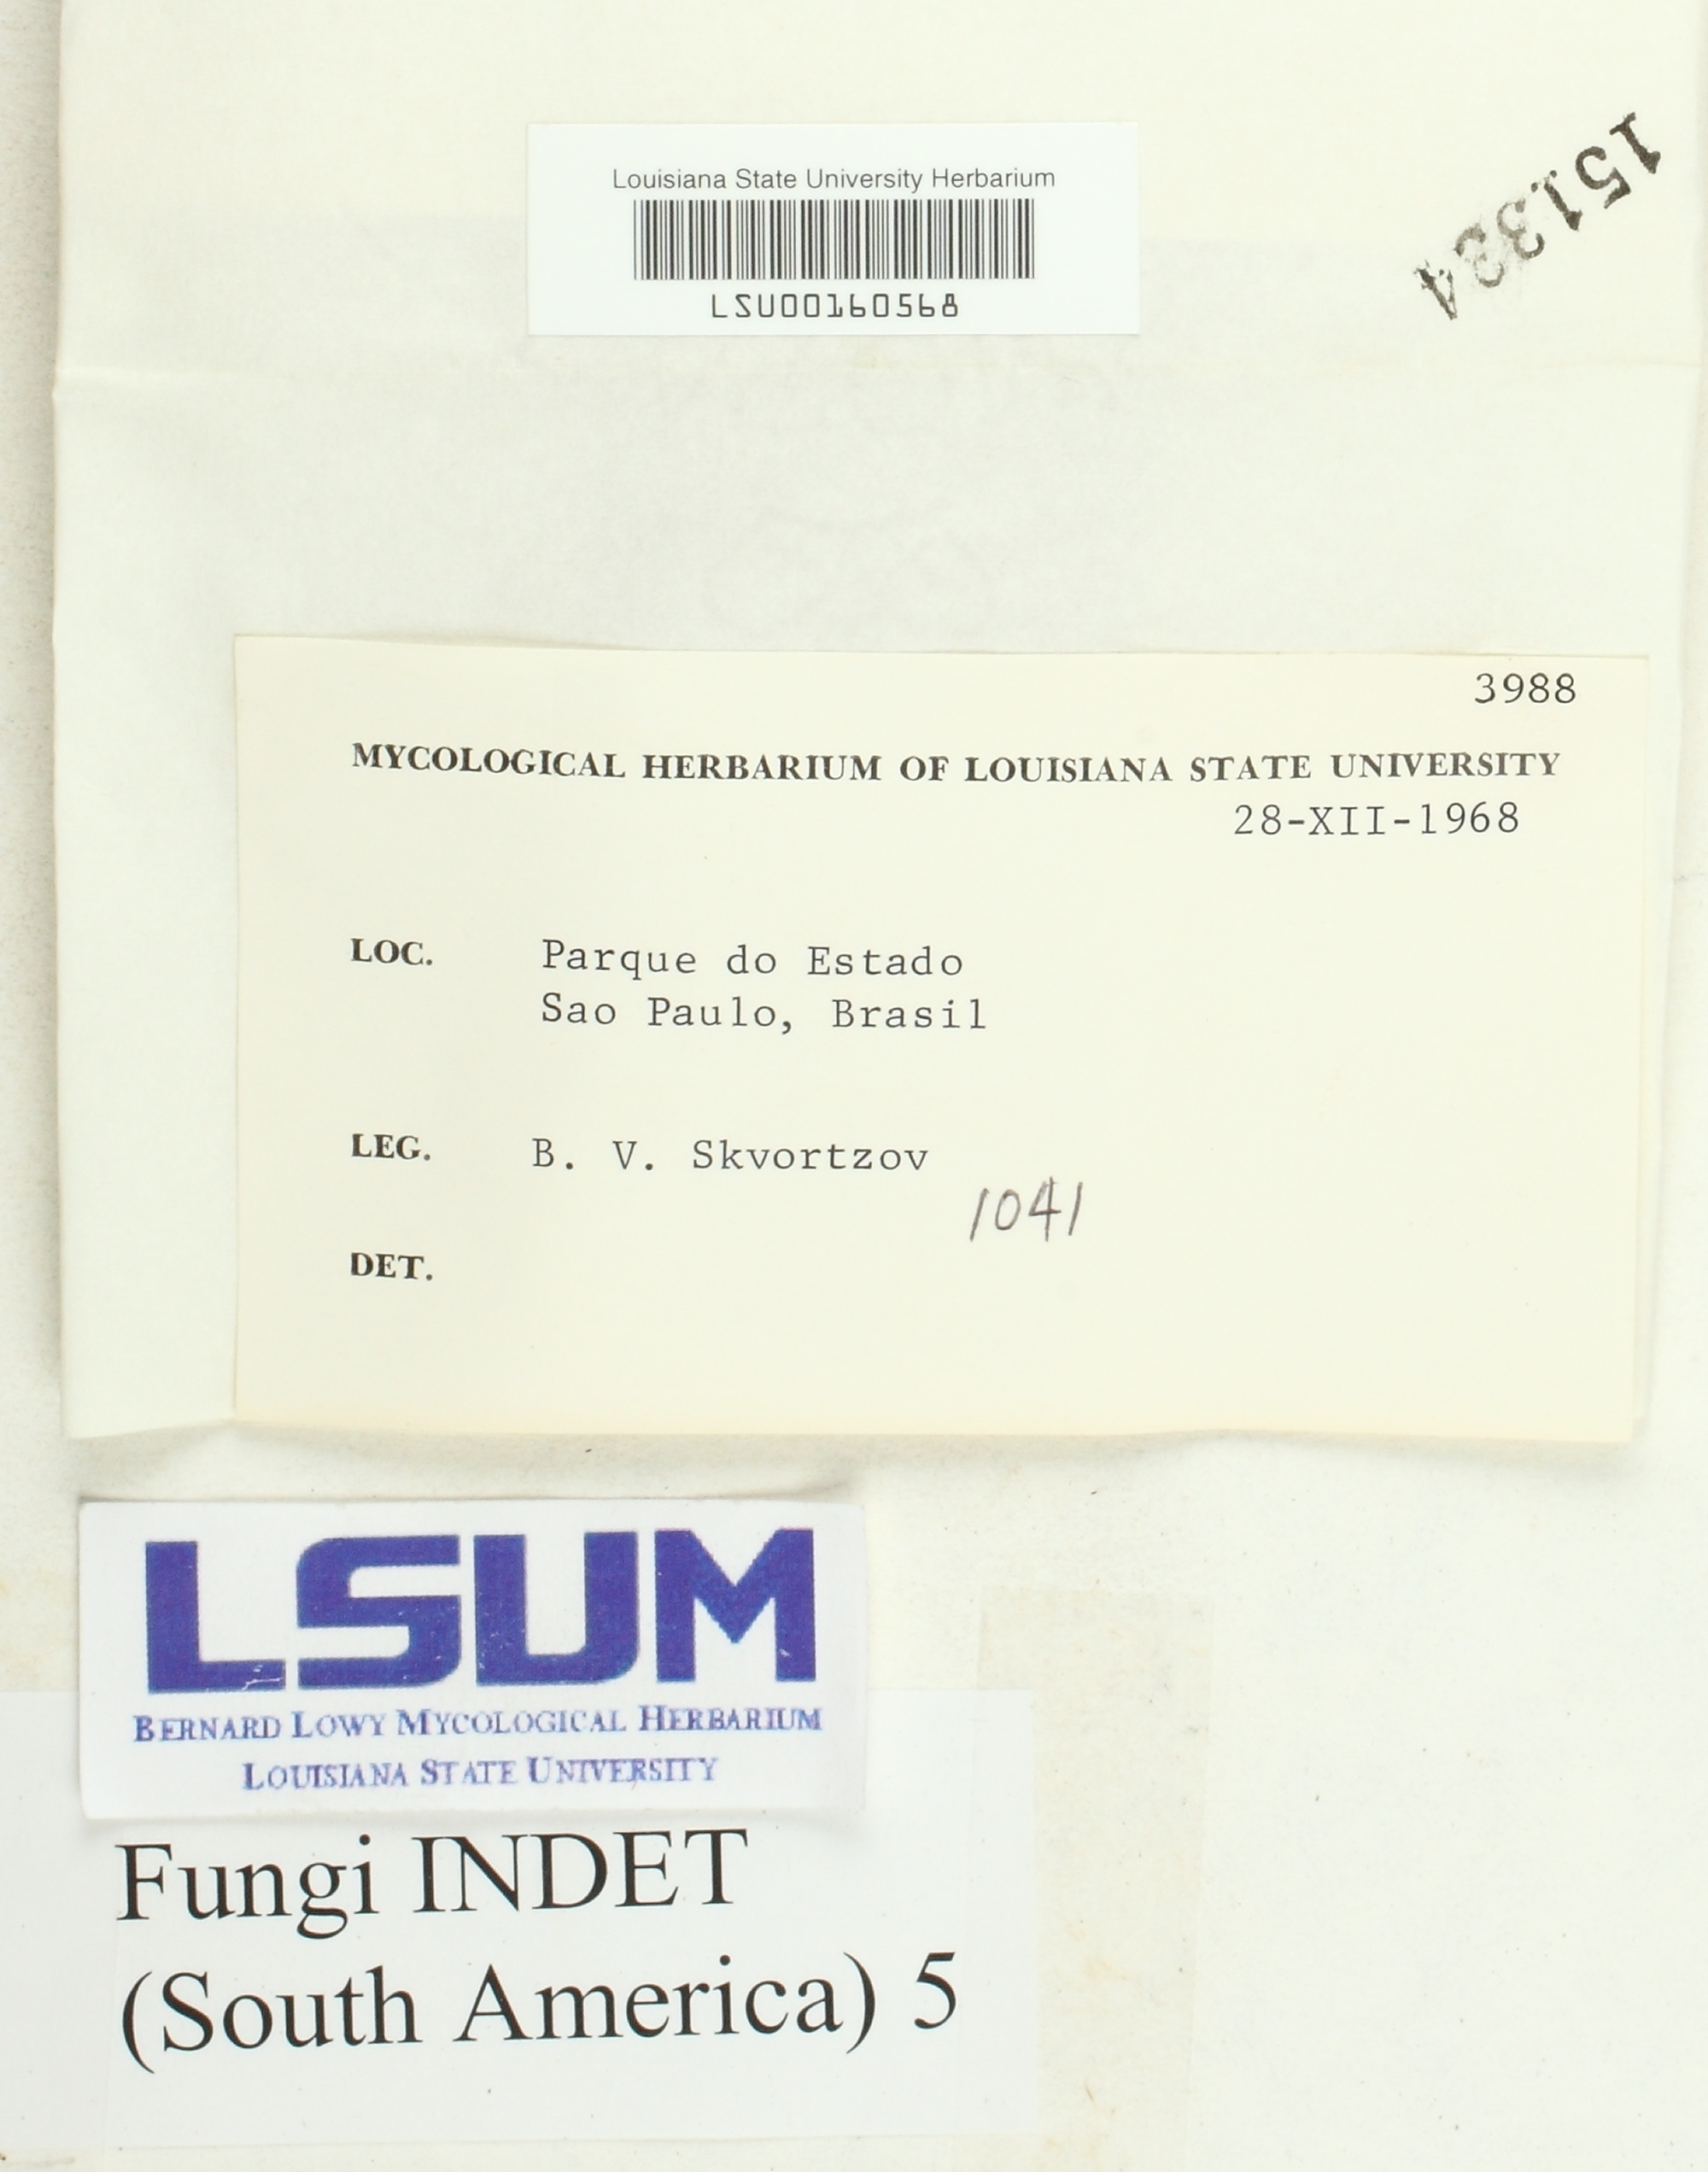 Louisiana State University Herbarium
LSU00160568
151334
3988
MYCOLOGICAL HERBARIUM OF LOUISIANA STATE UNIVERSITY
28-XII-1968
LOC. Parque do Estado
Sao Paulo, Brasil
LEG. B. V. Skvortzov
1041
DET.
LSUM
BERNARD LOWY MYCOLOGICAL HERBARIUM
LOUISIANA STATE UNIVERSITY
Fungi INDET
(South America) 5